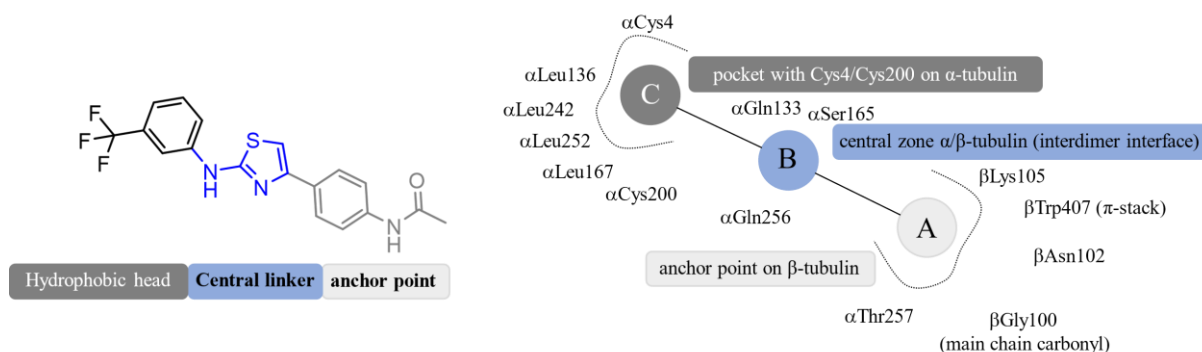 F
F
F
N
H
S
N
N
H
O
Hydrophobic head
Central linker
anchor point
αCys4
pocket with Cys4/Cys200 on α-tubulin
αLeu136
C
αGln133
αSer165
αLeu242
central zone α/β-tubulin (interdimer interface)
αLeu252
B
αLeu167
βLys105
αCys200
βTrp407 (π-stack)
αGln256
A
βAsn102
anchor point on β-tubulin
αThr257
βGly100
(main chain carbonyl)